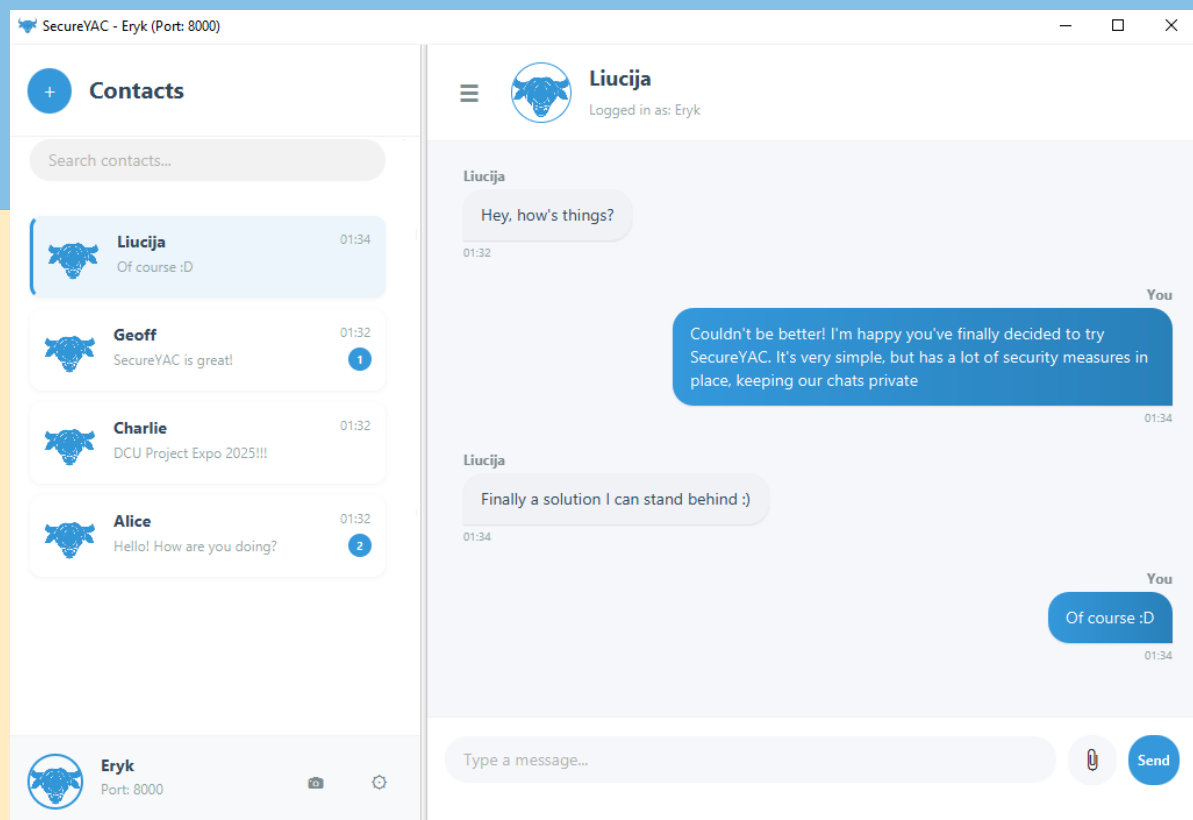 SecureYAC - Eryk (Port: 8000)
+
Contacts
Search contacts...
Liucija
01:34
Of course :D
Geoff
01:32
SecureYAC is great!
1
Charlie
01:32
DCU Project Expo 2025!!!
Alice
01:32
Hello! How are you doing?
2
Eryk
Port: 8000
Liucija
Logged in as: Eryk
Liucija
Hey, how's things?
01:32
You
Couldn't be better! I'm happy you've finally decided to try
SecureYAC. It's very simple, but has a lot of security measures in
place, keeping our chats private
01:34
Liucija
Finally a solution I can stand behind :)
01:34
You
Of course :D
01:34
Type a message...
Send